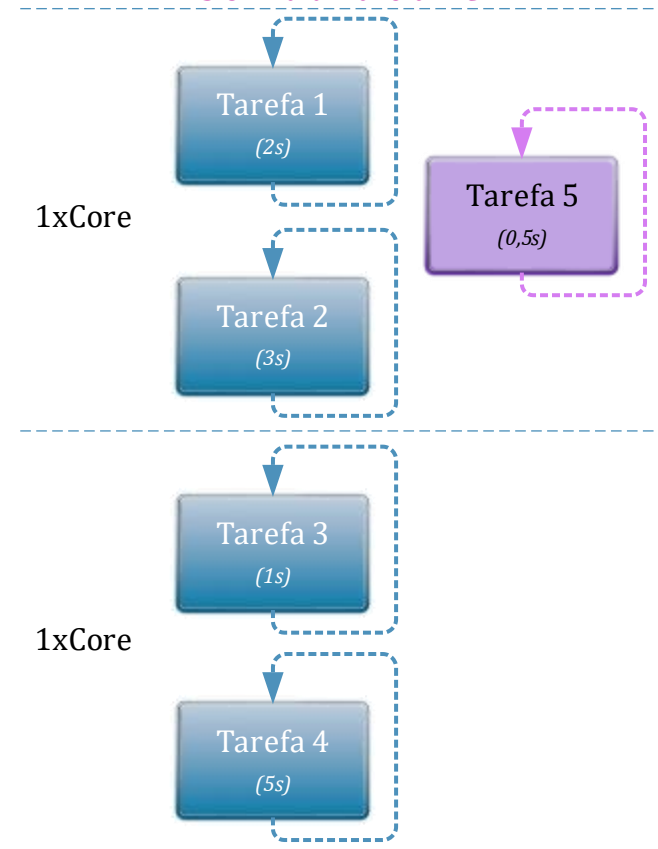 Tarefa 1
(2s)
Tarefa 5
(0,5s)
1xCore
Tarefa 2
(3s)
Tarefa 3
(1s)
1xCore
Tarefa 4
(5s)